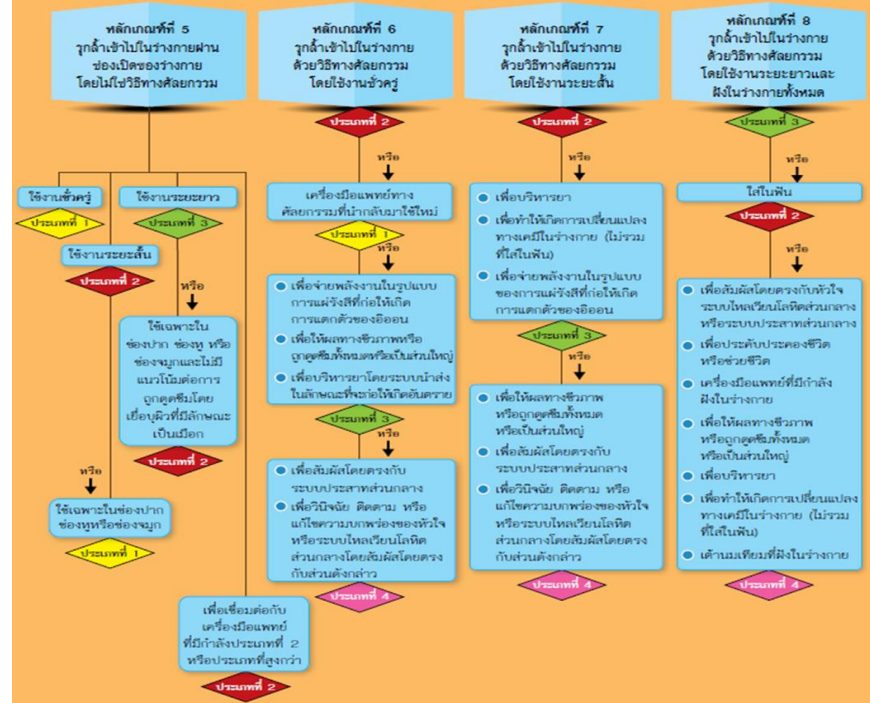 หลักเกณฑ์ที่ 5
รุกล้ำเข้าไปในร่างกายผ่าน
ช่องเปิดของร่างกาย
โดยไม่ใช่วิธีทางศัลยกรรม
ใช้งานชั่วครู่
ประเภทที่ 1
ใช้งานระยะสั้น
ประเภทที่ 2
หรือ
ใช้เฉพาะในช่องปาก
ช่องหูหรือช่องจมูก
ประเภทที่ 1
ใช้งานระยะยาว
ประเภทที่ 3
หรือ
ใช้เฉพาะใน
ช่องปาก ช่องหู หรือ
ช่องจมูกและไม่มี
แนวโน้มต่อการ
ถูกดูดซึมโดย
เยื่อบุผิวที่มีลักษณะ
เป็นเมือก
ประเภทที่ 2
เพื่อเชื่อมต่อกับ
เครื่องมือแพทย์
ที่มีกำลังประเภทที่ 2
หรือประเภทที่สูงกว่า
ประเภทที่ 2
หลักเกณฑ์ที่ 6
รุกล้ำเข้าไปในร่างกาย
ด้วยวิธีทางศัลยกรรม
โดยใช้งานชั่วครู่
ประเภทที่ 2
หรือ
เครื่องมือแพทย์ทาง
ศัลยกรรมที่นำกลับมาใช้ใหม่
ประเภทที่ 1
หรือ
เพื่อจ่ายพลังงานในรูปแบบ
การแผ่รังสีที่ก่อให้เกิด
การแตกตัวของอิออน
เพื่อให้ผลทางชีวภาพหรือ
ถูกดูดซึมทั้งหมดหรือเป็นส่วนใหญ่
เพื่อบริหารยาโดยระบบนำส่ง
ในลักษณะที่จะก่อให้เกิดอันตราย
ประเภทที่ 3
หรือ
เพื่อสัมผัสโดยตรงกับ
ระบบประสาทส่วนกลาง
เพื่อวินิจฉัย ติดตาม หรือ
แก้ไขความบกพร่องของหัวใจ
หรือระบบไหลเวียนโลหิต
ส่วนกลางโดยสัมผัสโดยตรง
กับส่วนดังกล่าว
ประเภทที่ 4
หลักเกณฑ์ที่ 7
รุกล้ำเข้าไปในร่างกาย
ด้วยวิธีทางศัลยกรรม
โดยใช้งานระยะสั้น
ประเภทที่ 2
หรือ
เพื่อบริหารยา
เพื่อทำให้เกิดการเปลี่ยนแปลง
ทางเคมีในร่างกาย (ไม่รวม
ที่ใส่ในฟัน)
เพื่อจ่ายพลังงานในรูปแบบ
ของการแผ่รังสีที่ก่อให้เกิด
การแตกตัวของอิออน
ประเภทที่ 3
หรือ
เพื่อให้ผลทางชีวภาพ
หรือถูกดูดซึมทั้งหมด
หรือเป็นส่วนใหญ่
เพื่อสัมผัสโดยตรงกับ
ระบบประสาทส่วนกลาง
เพื่อวินิจฉัย ติดตาม หรือ
แก้ไขความบกพร่องของหัวใจ
หรือระบบไหลเวียนโลหิต
ส่วนกลางโดยสัมผัสโดยตรง
กับส่วนดังกล่าว
ประเภทที่ 4
หลักเกณฑ์ที่ 8
รุกล้ำเข้าไปในร่างกาย
ด้วยวิธีทางศัลยกรรม
โดยใช้งานระยะยาวและ
ฝังในร่างกายทั้งหมด
ประเภทที่ 3
หรือ
ใส่ในฟัน
ประเภทที่ 2
หรือ
เพื่อสัมผัสโดยตรงกับหัวใจ
ระบบไหลเวียนโลหิตส่วนกลาง
หรือระบบประสาทส่วนกลาง
เพื่อประคับประคองชีวิต
หรือช่วยชีวิต
เครื่องมือแพทย์ที่มีกำลัง
ฝังในร่างกาย
เพื่อให้ผลทางชีวภาพ
หรือถูกดูดซึมทั้งหมด
หรือเป็นส่วนใหญ่
เพื่อบริหารยา
เพื่อทำให้เกิดการเปลี่ยนแปลง
ทางเคมีในร่างกาย (ไม่รวม
ที่ใส่ในฟัน)
เต้านมเทียมที่ฝังในร่างกาย
ประเภทที่ 4